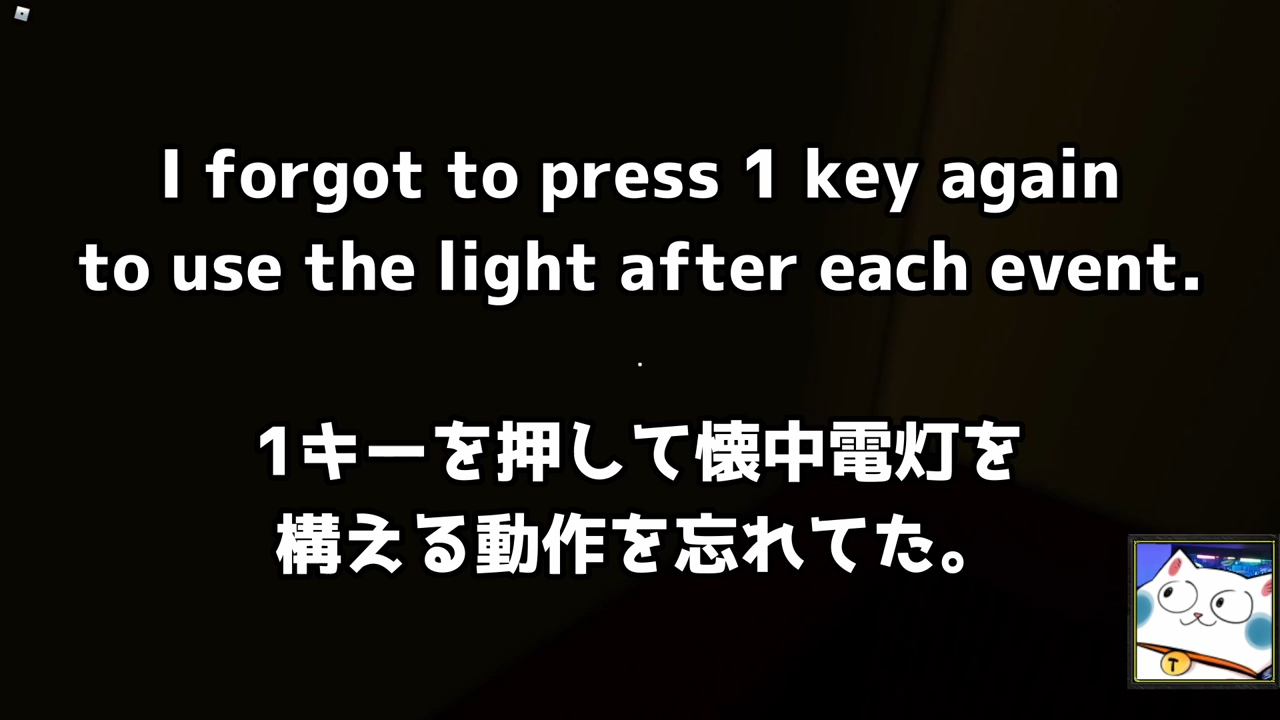 I forgot to press 1 key again
to use the light after each event.
1キーを押して懐中電灯を
構える動作を忘れてた。
T